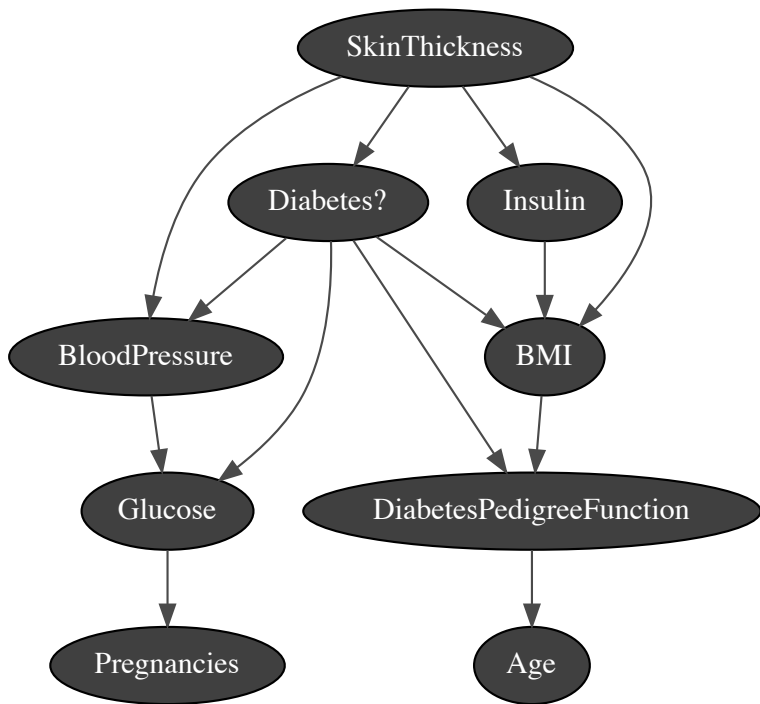 SkinThickness
Diabetes?
Insulin
BloodPressure
BMI
Glucose
DiabetesPedigreeFunction
Pregnancies
Age